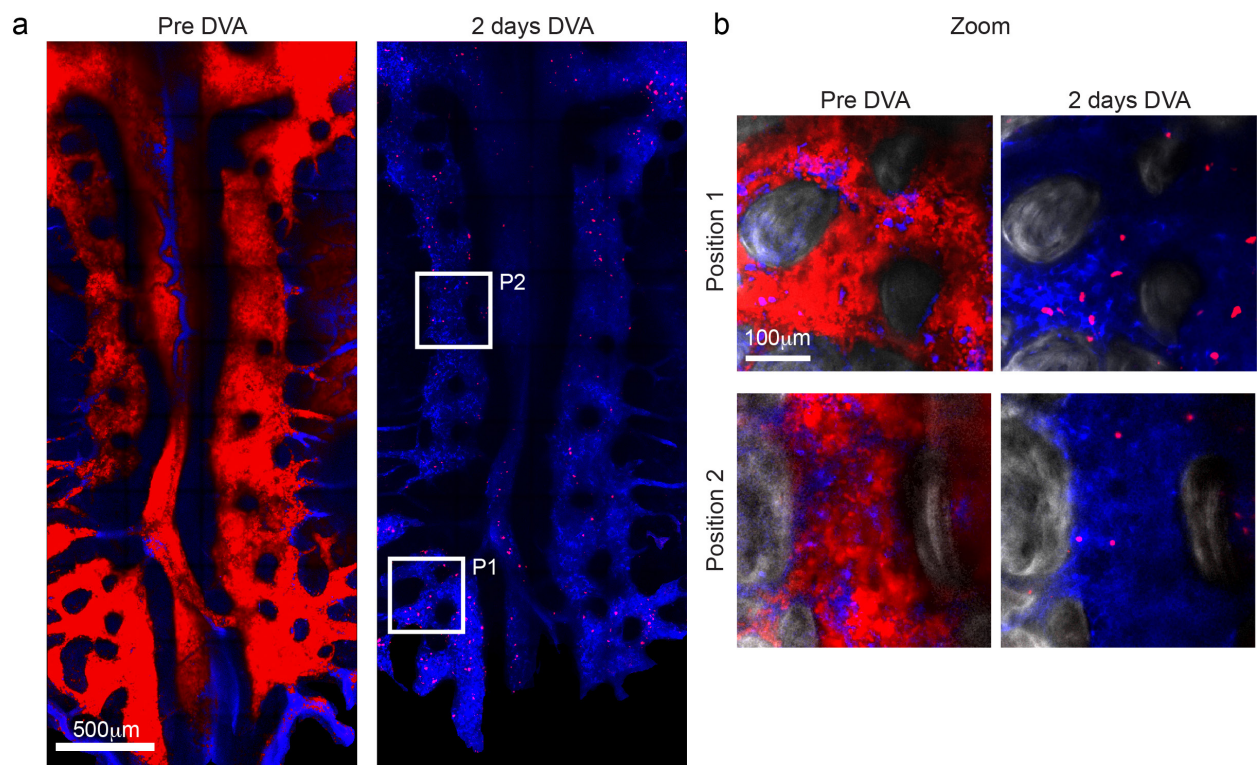 a
Pre DVA
2 days DVA
P2
P1
500μm
b
Zoom
Pre DVA
2 days DVA
Position 1
100μm
Position 2